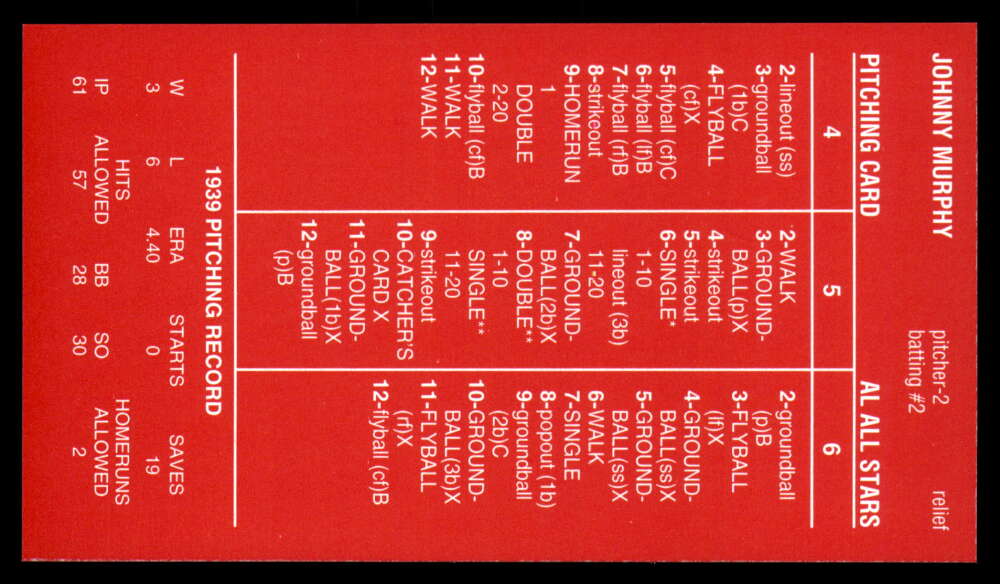 JOHNNY MURPHY
pitcher-2 relief
batting #2
PITCHING CARD AL ALL STARS
4 5 6
2-lineout (ss)
3-groundball
(1b)C
4-FLYBALL
(cf)X
5-flyball (cf)C
6-flyball (lf)B
7-flyball (rf)B
8-strikeout
9-HOMERUN
1
DOUBLE
2-20
10-flyball (cf)B
11-WALK
12-WALK
2-WALK
3-GROUND-
BALL(p)X
4-strikeout
5-strikeout
6-SINGLE*
1-10
lineout (3b)
11-20
7-GROUND-
BALL(2b)X
8-DOUBLE**
1-10
SINGLE**
11-20
9-strikeout
10-CATCHER'S
CARD X
11-GROUND-
BALL(1b)X
12-groundball
(p)B
2-groundball
(p)B
3-FLYBALL
(lf)X
4-GROUND-
BALL(ss)X
5-GROUND-
BALL(ss)X
6-WALK
7-SINGLE
8-popout (1b)
9-groundball
(2b)C
10-GROUND-
BALL(3b)X
11-FLYBALL
(rf)X
12-flyball (cf)B
1939 PITCHING RECORD
W L ERA STARTS SAVES
3 6 4.40 0 19
HITS HOMERUNS
IP ALLOWED BB SO ALLOWED
61 57 28 30 2